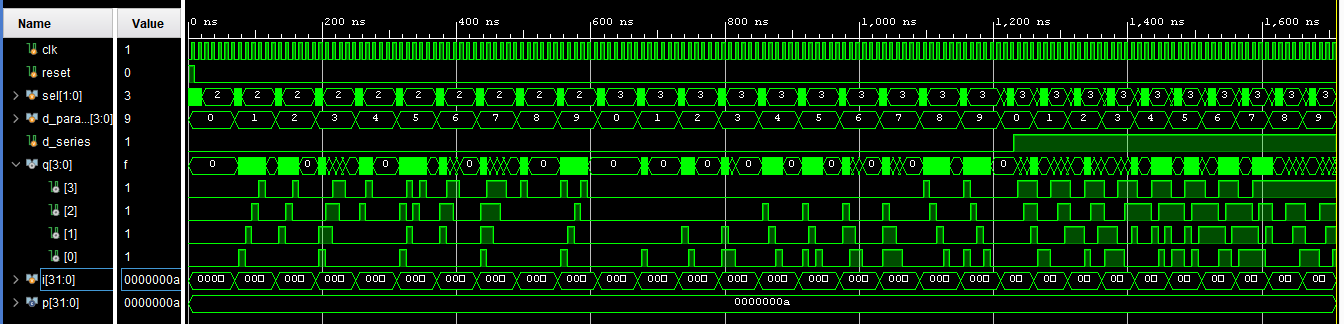 Name Value 0 ns 200 ns 400 ns 600 ns 800 ns 1,000 ns 1,200 ns 1,400 ns 1,600 ns
clk 1
reset 0
sel[1:0] 3 2 2 2 2 2 2 2 2 2 2 3 3 3 3 3 3 3 3 3 3 3 3 3 3 3 3 3 3 3 3
d_para...[3:0] 9 0 1 2 3 4 5 6 7 8 9 0 1 2 3 4 5 6 7 8 9 0 1 2 3 4 5 6 7 8 9
d_series 1
q[3:0] f 0 0 0 0 0 0 0 0 0 0 0 0 0 0
[3] 1
[2] 1
[1] 1
[0] 1
i[31:0] 0000000a
p[31:0] 0000000a 0000000a